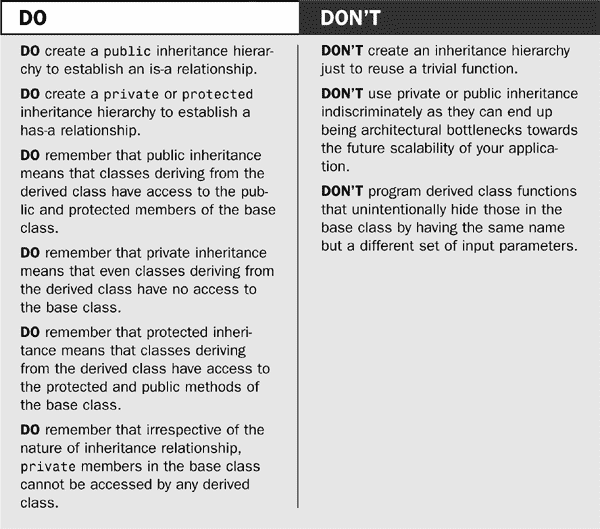 DO
DO create a public inheritance hierar-
chy to establish an is-a relationship.
DO create a private or protected
inheritance hierarchy to establish a
has-a relationship.
DO remember that public inheritance
means that classes deriving from the
derived class have access to the pub-
lic and protected members of the base
class.
DO remember that private inheritance
means that even classes deriving from
the derived class have no access to
the base class.
DO remember that protected inheri-
tance means that classes deriving
from the derived class have access to
the protected and public methods of
the base class.
DO remember that irrespective of the
nature of inheritance relationship,
private members in the base class
cannot be accessed by any derived
class.
DON'T
DON'T create an inheritance hierarchy
just to reuse a trivial function.
DON'T use private or public inheritance
indiscriminately as they can end up
being architectural bottlenecks towards
the future scalability of your applica-
tion.
DON'T program derived class functions
that unintentionally hide those in the
base class by having the same name
but a different set of input parameters.